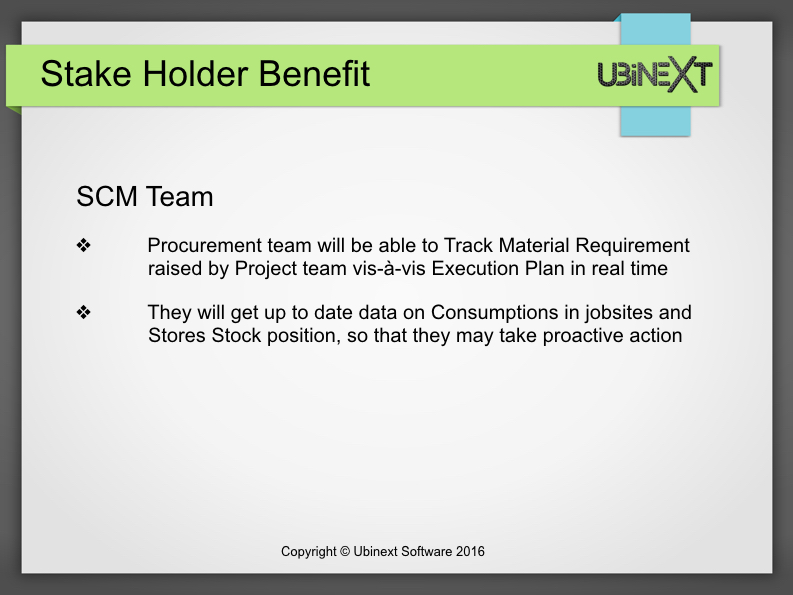 Stake Holder Benefit
UBiNEXT
SCM Team
❖ Procurement team will be able to Track Material Requirement
raised by Project team vis-à-vis Execution Plan in real time
❖ They will get up to date data on Consumptions in jobsites and
Stores Stock position, so that they may take proactive action
Copyright © Ubinext Software 2016